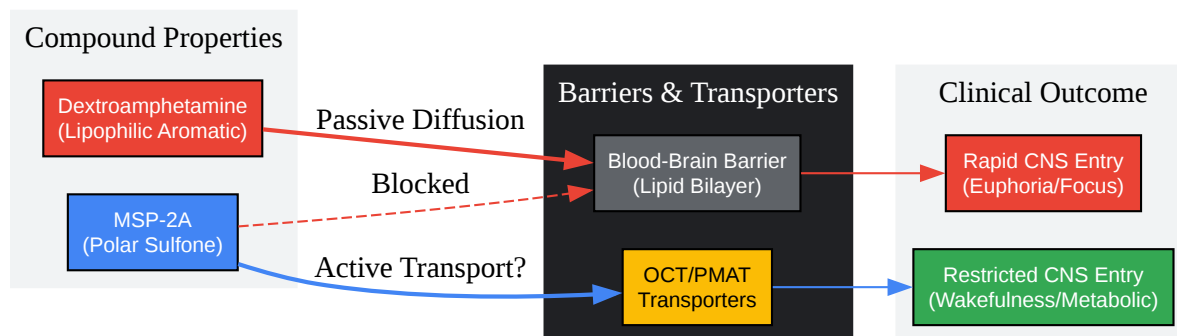 Compound Properties
Dextroamphetamine
(Lipophilic Aromatic)
MSP-2A
(Polar Sulfone)
Passive Diffusion
Blocked
Active Transport?
Barriers & Transporters
Blood-Brain Barrier
(Lipid Bilayer)
OCT/PMAT
Transporters
Clinical Outcome
Rapid CNS Entry
(Euphoria/Focus)
Restricted CNS Entry
(Wakefulness/Metabolic)